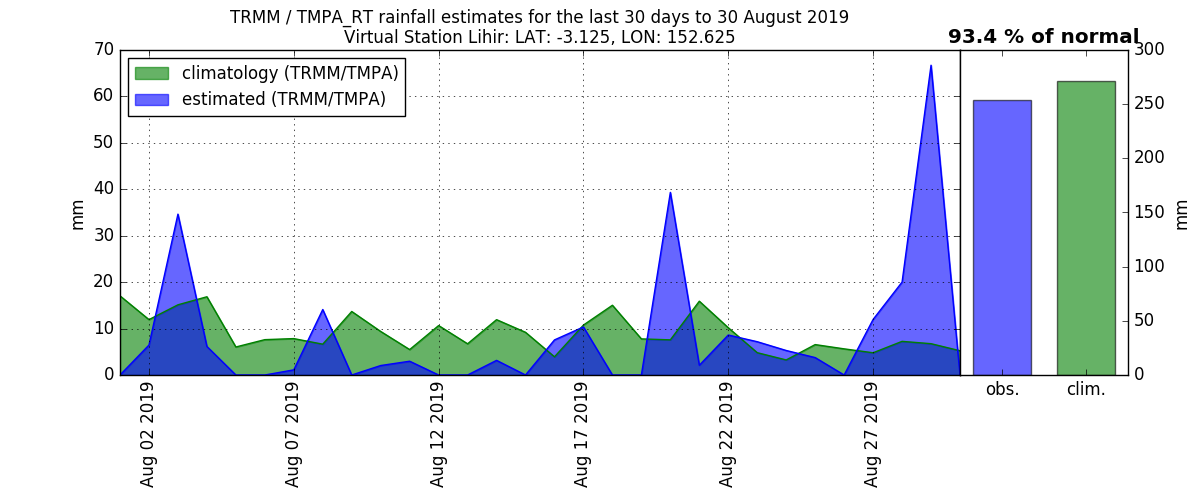 TRMM / TMPA_RT rainfall estimates for the last 30 days to 30 August 2019
Virtual Station Lihir: LAT: -3.125, LON: 152.625
93.4 % of normal
climatology (TRMM/TMPA)
estimated (TRMM/TMPA)
70
60
50
40
30
20
10
0
mm
Aug 02 2019
Aug 07 2019
Aug 12 2019
Aug 17 2019
Aug 22 2019
Aug 27 2019
obs.
clim.
300
250
200
150
100
50
0
mm